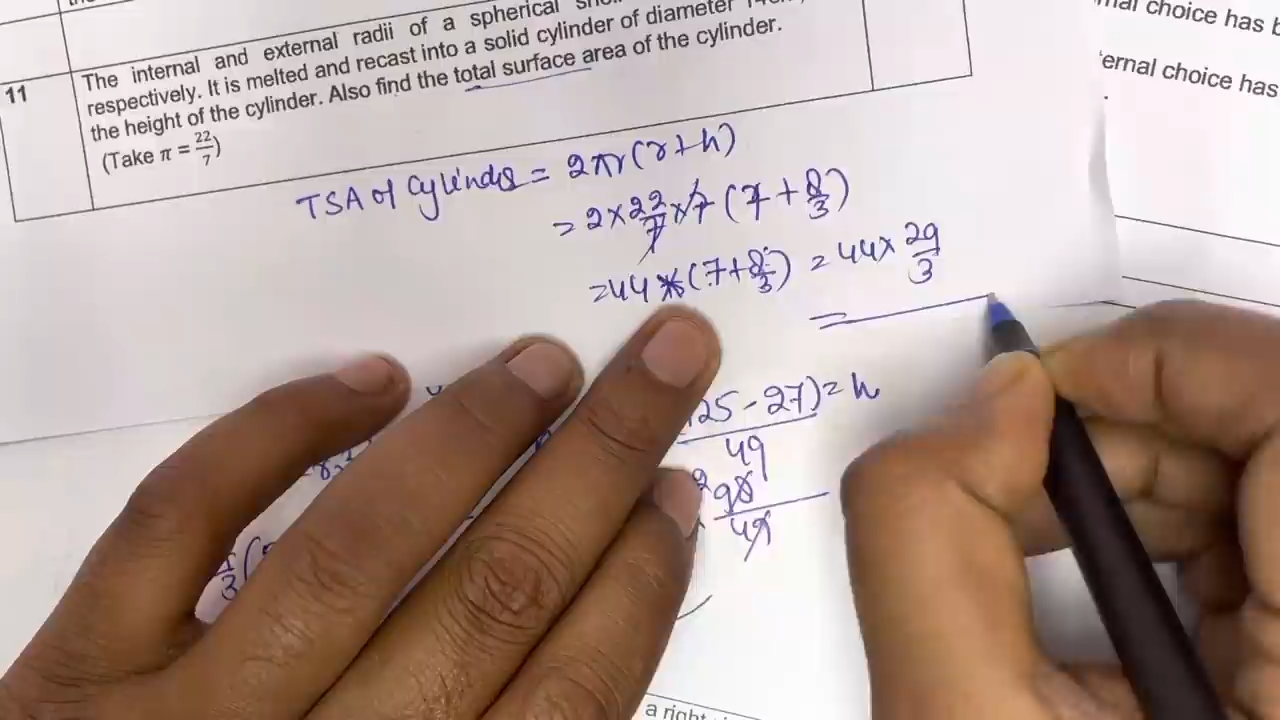 The internal and external radii of a spherical
respectively. It is melted and recast into a solid cylinder of diameter
11
the height of the cylinder. Also find the total surface area of the cylinder.
(Take π = 22/7)
choice has
ernal choice has
.
TSA of Cylinder = 2πr(r+h)
= 2 × 22/7 × 7 (7 + 8/3)
= 44 × (7 + 8/3) = 44 × 29/3
=
25 - 27) = h
49
2
98
49
3
a right